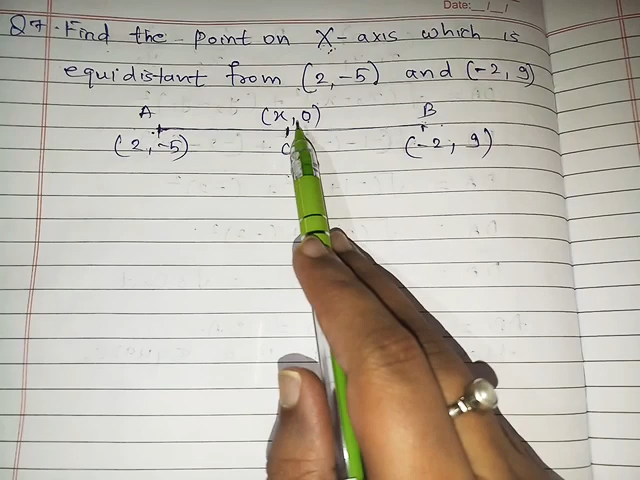 Date: / /
Q7. Find the point on X-axis which is
equidistant from (2,-5) and (-2, 9)
A (x, 0) B
(2, -5) C (-2, 9)